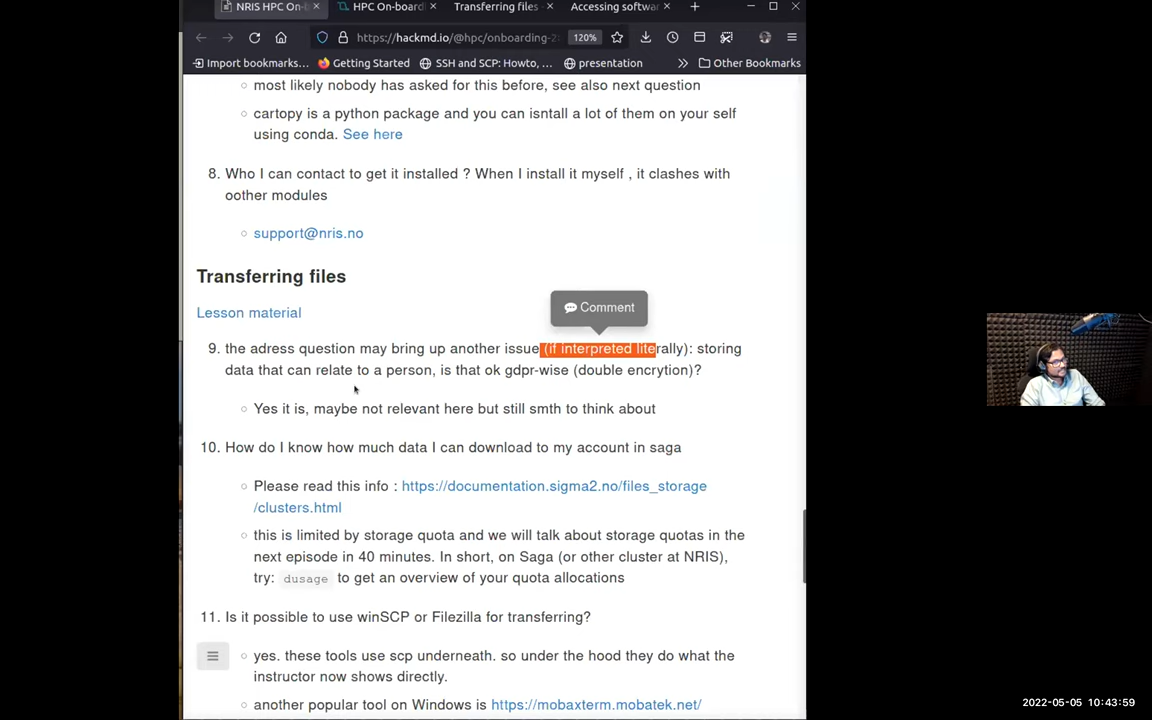 NRIS HPC On-b
HPC On-board
Transferring files
Accessing softwar
https://hackmd.io/@hpc/onboarding-2
120%
Import bookmarks...
Getting Started
SSH and SCP: Howto, ...
presentation
Other Bookmarks
most likely nobody has asked for this before, see also next question
cartopy is a python package and you can isntall a lot of them on your self
using conda. See here
8. Who I can contact to get it installed ? When I install it myself , it clashes with
oother modules
support@nris.no
Transferring files
Comment
Lesson material
9. the adress question may bring up another issue (if interpreted literally): storing
data that can relate to a person, is that ok gdpr-wise (double encrytion)?
Yes it is, maybe not relevant here but still smth to think about
10. How do I know how much data I can download to my account in saga
Please read this info : https://documentation.sigma2.no/files_storage
/clusters.html
this is limited by storage quota and we will talk about storage quotas in the
next episode in 40 minutes. In short, on Saga (or other cluster at NRIS),
try: dusage to get an overview of your quota allocations
11. Is it possible to use winSCP or Filezilla for transferring?
yes. these tools use scp underneath. so under the hood they do what the
instructor now shows directly.
another popular tool on Windows is https://mobaxterm.mobatek.net/
2022-05-05 10:43:59